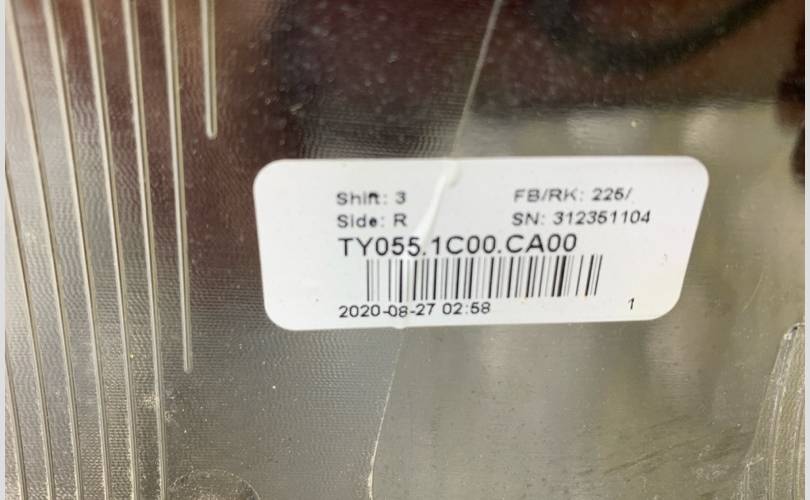 Shift: 3 FB/RK: 225/
Side: R SN: 312351104
TY055.1C00.CA00
2020-08-27 02:58 1